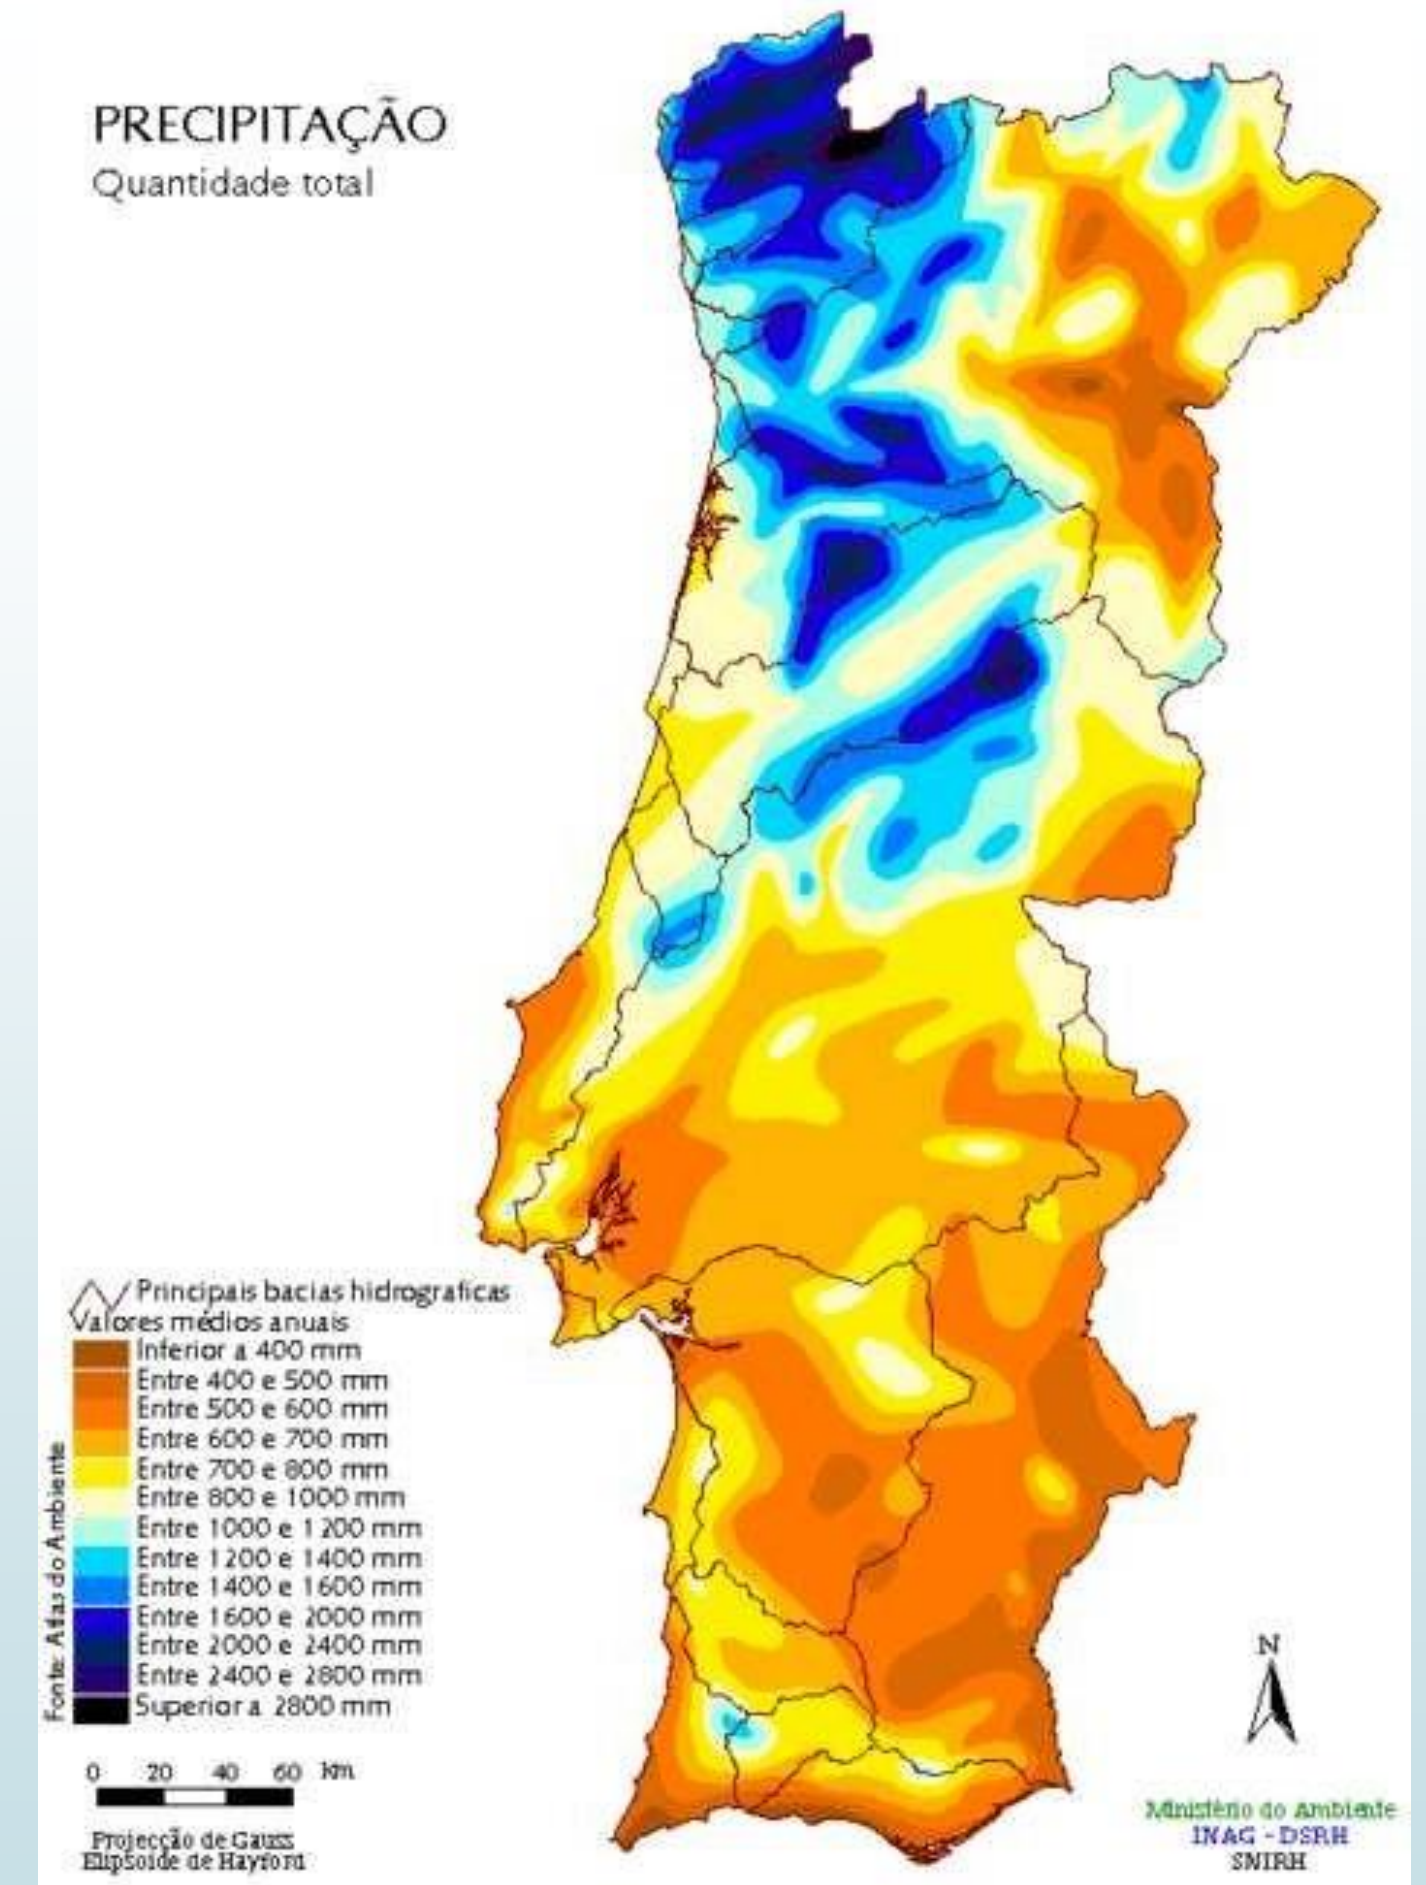 PRECIPITAÇÃO
Quantidade total
Principais bacias hidrograficas
Valores médios anuais
Inferior a 400 mm
Entre 400 e 500 mm
Entre 500 e 600 mm
Entre 600 e 700 mm
Entre 700 e 800 mm
Entre 800 e 1000 mm
Entre 1000 e 1200 mm
Entre 1200 e 1400 mm
Entre 1400 e 1600 mm
Entre 1600 e 2000 mm
Entre 2000 e 2400 mm
Entre 2400 e 2800 mm
Superior a 2800 mm
Fonte: Atlas do Ambiente
0 20 40 60 km
Projecção de Gauss
Elipsoide de Hayford
N
Ministério do Ambiente
INAG - DSRH
SNIRH